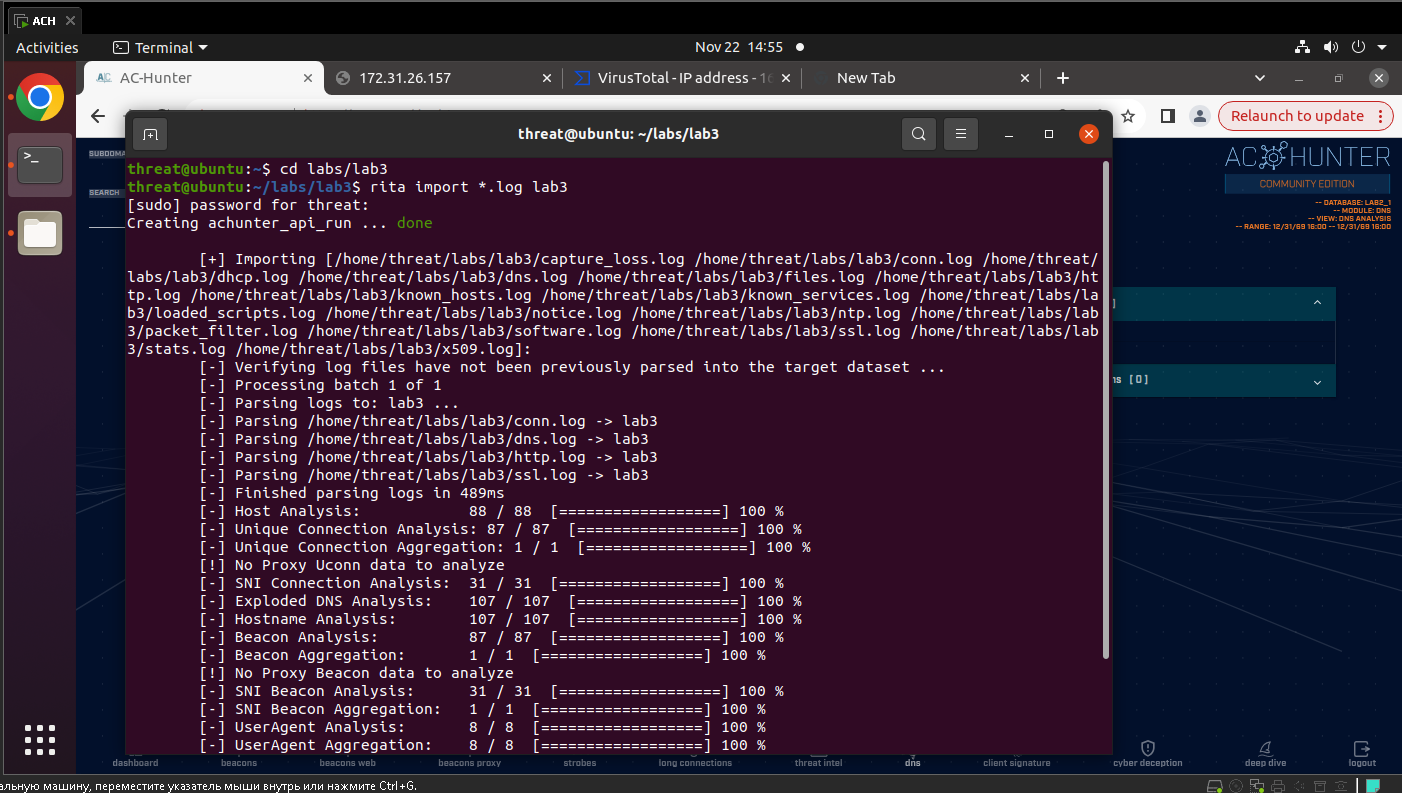 ACH
Activities
Terminal
Nov 22 14:55
AC-Hunter
172.31.26.157
VirusTotal - IP address - 16
New Tab
Relaunch to update
threat@ubuntu: ~/labs/lab3
SUBDOMA
SEARCH
AC HUNTER
COMMUNITY EDITION
-- DATABASE: LAB2_1
-- MODULE: DNS
-- VIEW: DNS ANALYSIS
-- RANGE: 12/31/69 16:00 -- 12/31/69 16:00
threat@ubuntu:~$ cd labs/lab3
threat@ubuntu:~/labs/lab3$ rita import *.log lab3
[sudo] password for threat:
Creating achunter_api_run ... done
[+] Importing [/home/threat/labs/lab3/capture_loss.log /home/threat/labs/lab3/conn.log /home/threat/
labs/lab3/dhcp.log /home/threat/labs/lab3/dns.log /home/threat/labs/lab3/files.log /home/threat/labs/lab3/ht
tp.log /home/threat/labs/lab3/known_hosts.log /home/threat/labs/lab3/known_services.log /home/threat/labs/la
b3/loaded_scripts.log /home/threat/labs/lab3/notice.log /home/threat/labs/lab3/ntp.log /home/threat/labs/lab
3/packet_filter.log /home/threat/labs/lab3/software.log /home/threat/labs/lab3/ssl.log /home/threat/labs/lab
3/stats.log /home/threat/labs/lab3/x509.log]:
[-] Verifying log files have not been previously parsed into the target dataset ...
[-] Processing batch 1 of 1
[-] Parsing logs to: lab3 ...
[-] Parsing /home/threat/labs/lab3/conn.log -> lab3
[-] Parsing /home/threat/labs/lab3/dns.log -> lab3
[-] Parsing /home/threat/labs/lab3/http.log -> lab3
[-] Parsing /home/threat/labs/lab3/ssl.log -> lab3
[-] Finished parsing logs in 489ms
[-] Host Analysis: 88 / 88 [==================] 100 %
[-] Unique Connection Analysis: 87 / 87 [==================] 100 %
[-] Unique Connection Aggregation: 1 / 1 [==================] 100 %
[!] No Proxy Uconn data to analyze
[-] SNI Connection Analysis: 31 / 31 [==================] 100 %
[-] Exploded DNS Analysis: 107 / 107 [==================] 100 %
[-] Hostname Analysis: 107 / 107 [==================] 100 %
[-] Beacon Analysis: 87 / 87 [==================] 100 %
[-] Beacon Aggregation: 1 / 1 [==================] 100 %
[!] No Proxy Beacon data to analyze
[-] SNI Beacon Analysis: 31 / 31 [==================] 100 %
[-] SNI Beacon Aggregation: 1 / 1 [==================] 100 %
[-] UserAgent Analysis: 8 / 8 [==================] 100 %
[-] UserAgent Aggregation: 8 / 8 [==================] 100 %
]
ns [0]
dashboard
beacons
beacons web
beacons proxy
strobes
long connections
threat intel
dns
client signature
cyber deception
deep dive
logout
альную машину, переместите указатель мыши внутрь или нажмите Ctrl+G.